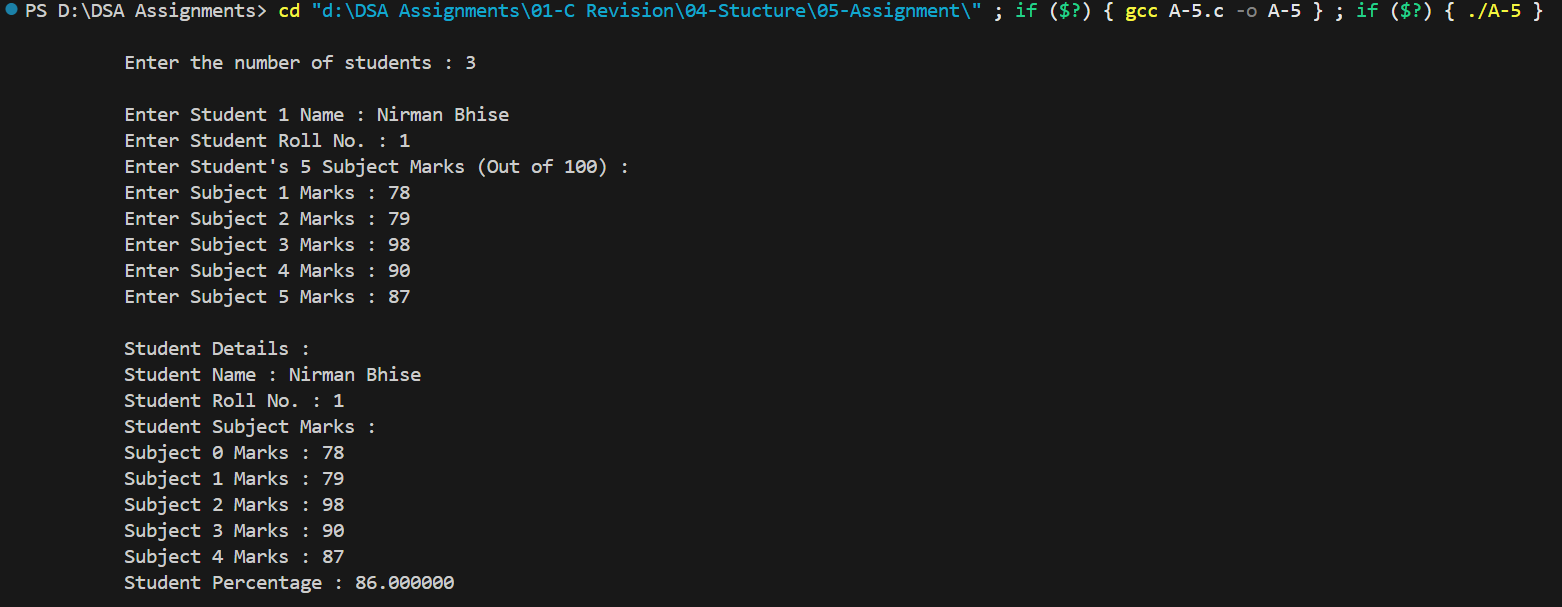 PS D:\DSA Assignments> cd "d:\DSA Assignments\01-C Revision\04-Stucture\05-Assignment\" ; if ($?) { gcc A-5.c -o A-5 } ; if ($?) { ./A-5 }
Enter the number of students : 3
Enter Student 1 Name : Nirman Bhise
Enter Student Roll No. : 1
Enter Student's 5 Subject Marks (Out of 100) :
Enter Subject 1 Marks : 78
Enter Subject 2 Marks : 79
Enter Subject 3 Marks : 98
Enter Subject 4 Marks : 90
Enter Subject 5 Marks : 87
Student Details :
Student Name : Nirman Bhise
Student Roll No. : 1
Student Subject Marks :
Subject 0 Marks : 78
Subject 1 Marks : 79
Subject 2 Marks : 98
Subject 3 Marks : 90
Subject 4 Marks : 87
Student Percentage : 86.000000